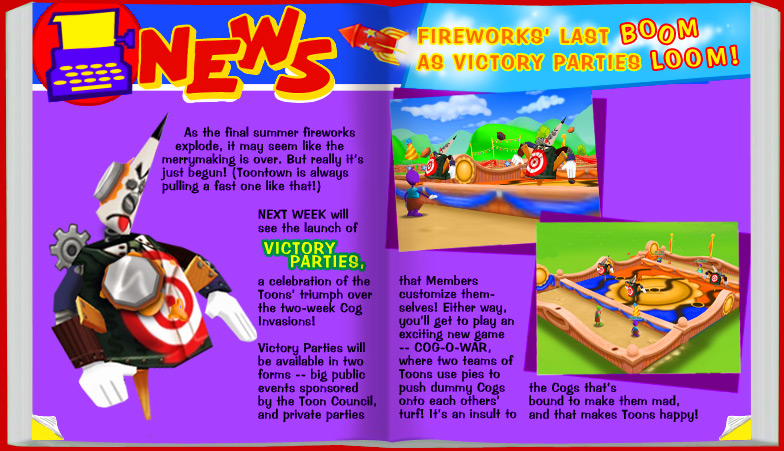 NEWS
FIREWORKS' LAST BOOM
AS VICTORY PARTIES LOOM!
As the final summer fireworks
explode, it may seem like the
merrymaking is over. But really it's
just begun! (Toontown is always
pulling a fast one like that!)
NEXT WEEK will
see the launch of
VICTORY
PARTIES,
a celebration of the
Toons' triumph over
the two-week Cog
Invasions!
Victory Parties will
be available in two
forms -- big public
events sponsored
by the Toon Council,
and private parties
that Members
customize them-
selves! Either way,
you'll get to play an
exciting new game
-- COG-O-WAR,
where two teams of
Toons use pies to
push dummy Cogs
onto each others'
turf! It's an insult to
the Cogs that's
bound to make them mad,
and that makes Toons happy!